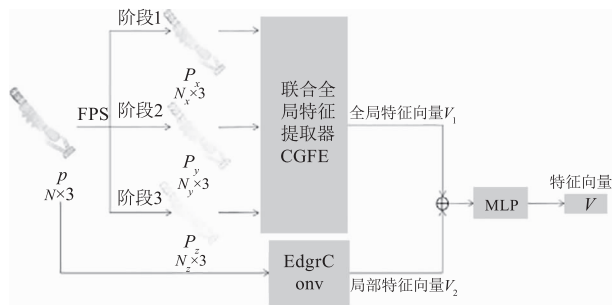 阶段1
P_x
N_x×3
FPS
阶段2
P_y
N_y×3
p
N×3
阶段3
P_z
N_z×3
联合全
局特征
提取器
CGFE
EdgrC
onv
全局特征向量V_1
局部特征向量V_2
MLP
特征向量
V